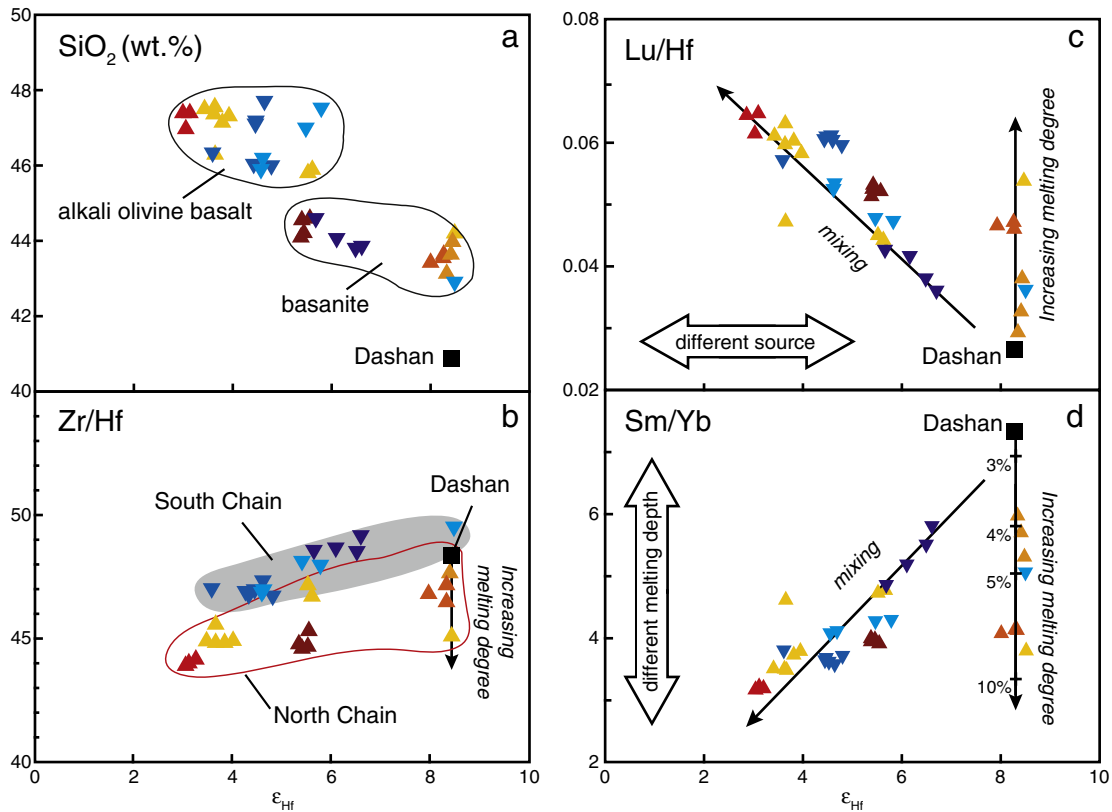 50
48
46
44
42
40
SiO2 (wt.%)
a
alkali olivine basalt
basanite
Dashan
50
45
40
Zr/Hf
b
South Chain
Dashan
North Chain
Increasing
melting degree
0
2
4
6
8
10
εHf
0.08
0.06
0.04
0.02
Lu/Hf
c
mixing
different source
Dashan
Increasing melting degree
6
4
2
Sm/Yb
d
Dashan
different melting depth
mixing
3%
4%
5%
10%
Increasing melting degree
0
2
4
6
8
10
εHf